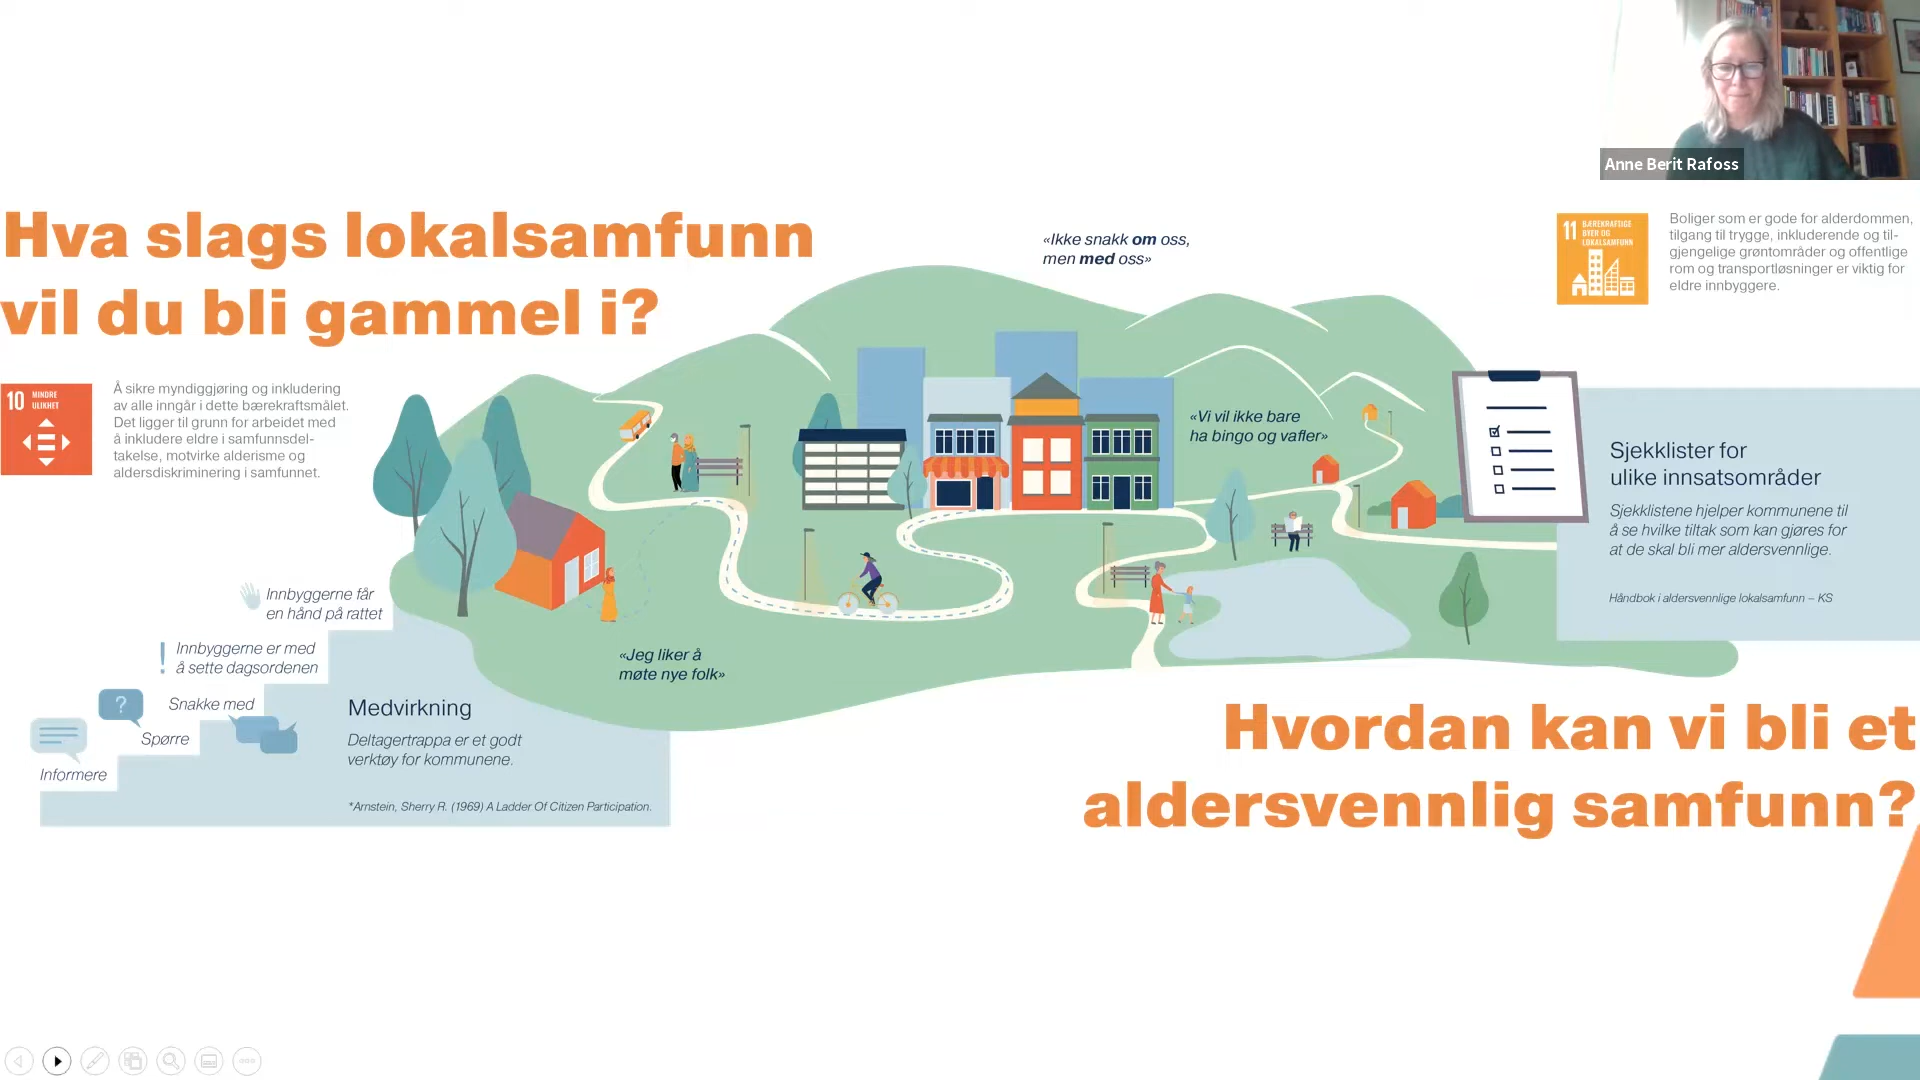 Anne Berit Rafoss
Hva slags lokalsamfunn
vil du bli gammel i?
«Ikke snakk om oss,
men med oss»
11 BÆREKRAFTIGE
BYER OG
LOKALSAMFUNN
Boliger som er gode for alderdommen,
tilgang til trygge, inkluderende og til-
gjengelige grøntområder og offentlige
rom og transportløsninger er viktig for
eldre innbyggere.
10 MINDRE
ULIKHET
Å sikre myndiggjøring og inkludering
av alle inngår i dette bærekraftsmålet.
Det ligger til grunn for arbeidet med
å inkludere eldre i samfunnsdel-
takelse, motvirke alderisme og
aldersdiskriminering i samfunnet.
«Vi vil ikke bare
ha bingo og vafler»
Sjekklister for
ulike innsatsområder
Sjekklistene hjelper kommunene til
å se hvilke tiltak som kan gjøres for
at de skal bli mer aldersvennlige.
Håndbok i aldersvennlige lokalsamfunn – KS
Innbyggerne får
en hånd på rattet
Innbyggerne er med
å sette dagsordenen
Snakke med
?
Spørre
Informere
«Jeg liker å
møte nye folk»
Medvirkning
Deltagertrappa er et godt
verktøy for kommunene.
*Arnstein, Sherry R. (1969) A Ladder Of Citizen Participation.
Hvordan kan vi bli et
aldersvennlig samfunn?